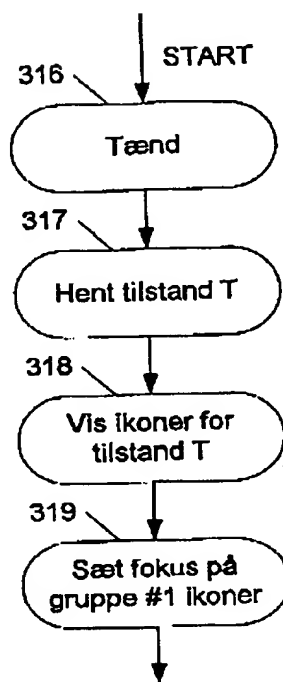 START
316
Tænd
317
Hent tilstand T
318
Vis ikoner for
tilstand T
319
Sæt fokus på
gruppe #1 ikoner